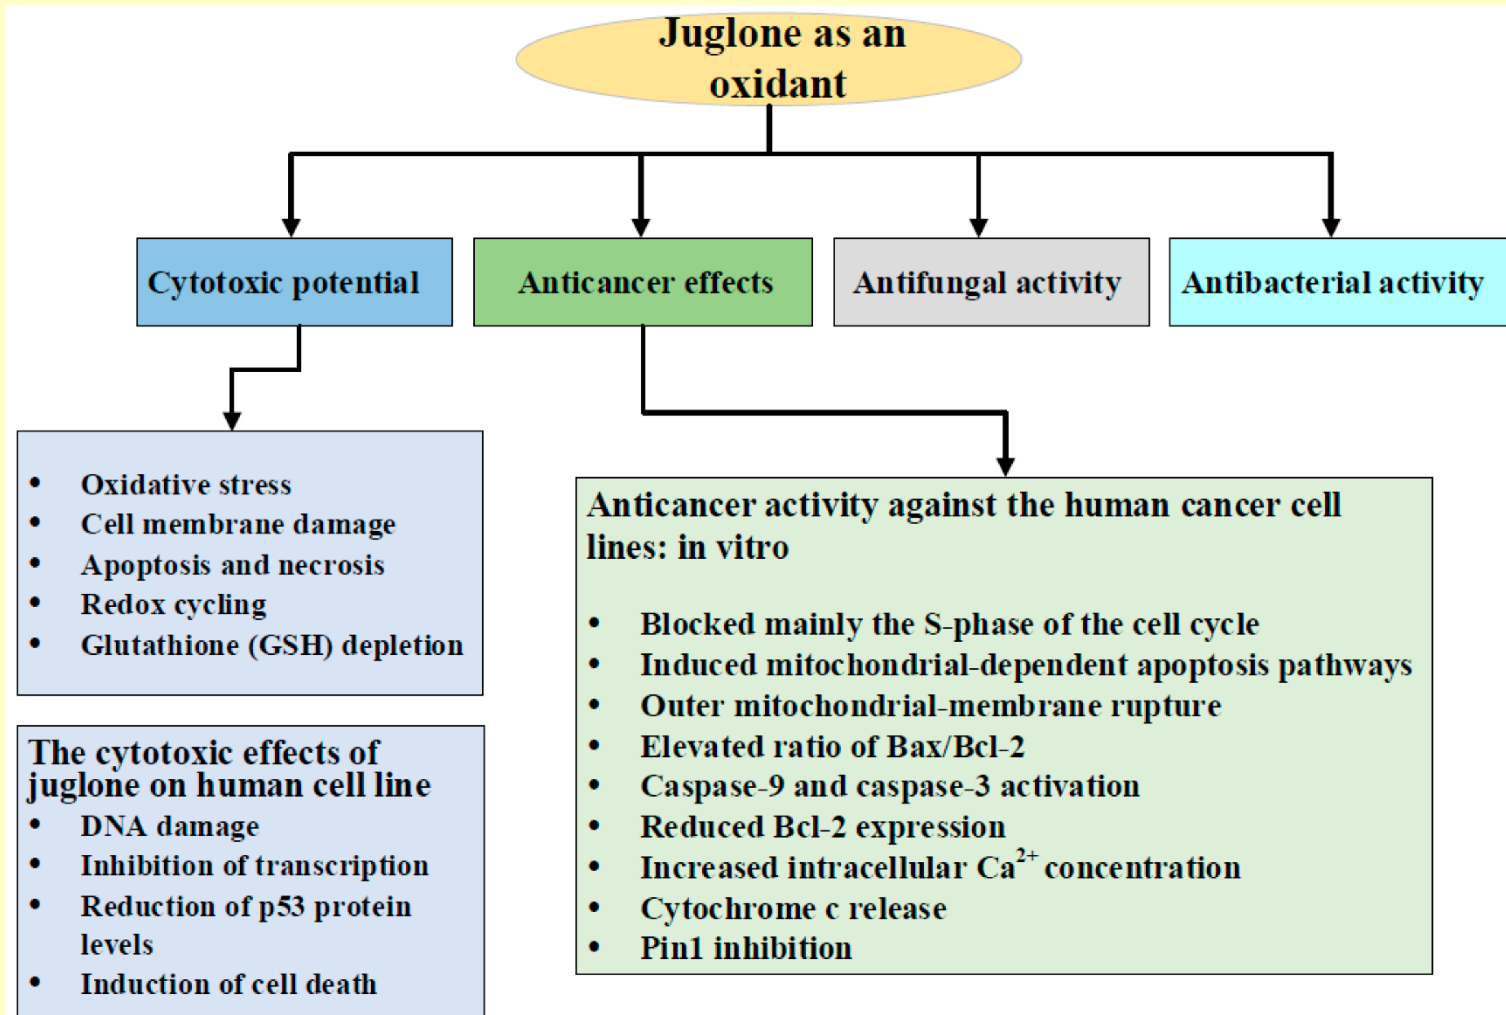 Juglone as an
oxidant
Cytotoxic potential
Anticancer effects
Antifungal activity
Antibacterial activity
• Oxidative stress
• Cell membrane damage
• Apoptosis and necrosis
• Redox cycling
• Glutathione (GSH) depletion
The cytotoxic effects of
juglone on human cell line
• DNA damage
• Inhibition of transcription
• Reduction of p53 protein
levels
• Induction of cell death
Anticancer activity against the human cancer cell
lines: in vitro
• Blocked mainly the S-phase of the cell cycle
• Induced mitochondrial-dependent apoptosis pathways
• Outer mitochondrial-membrane rupture
• Elevated ratio of Bax/Bcl-2
• Caspase-9 and caspase-3 activation
• Reduced Bcl-2 expression
• Increased intracellular Ca²⁺ concentration
• Cytochrome c release
• Pin1 inhibition